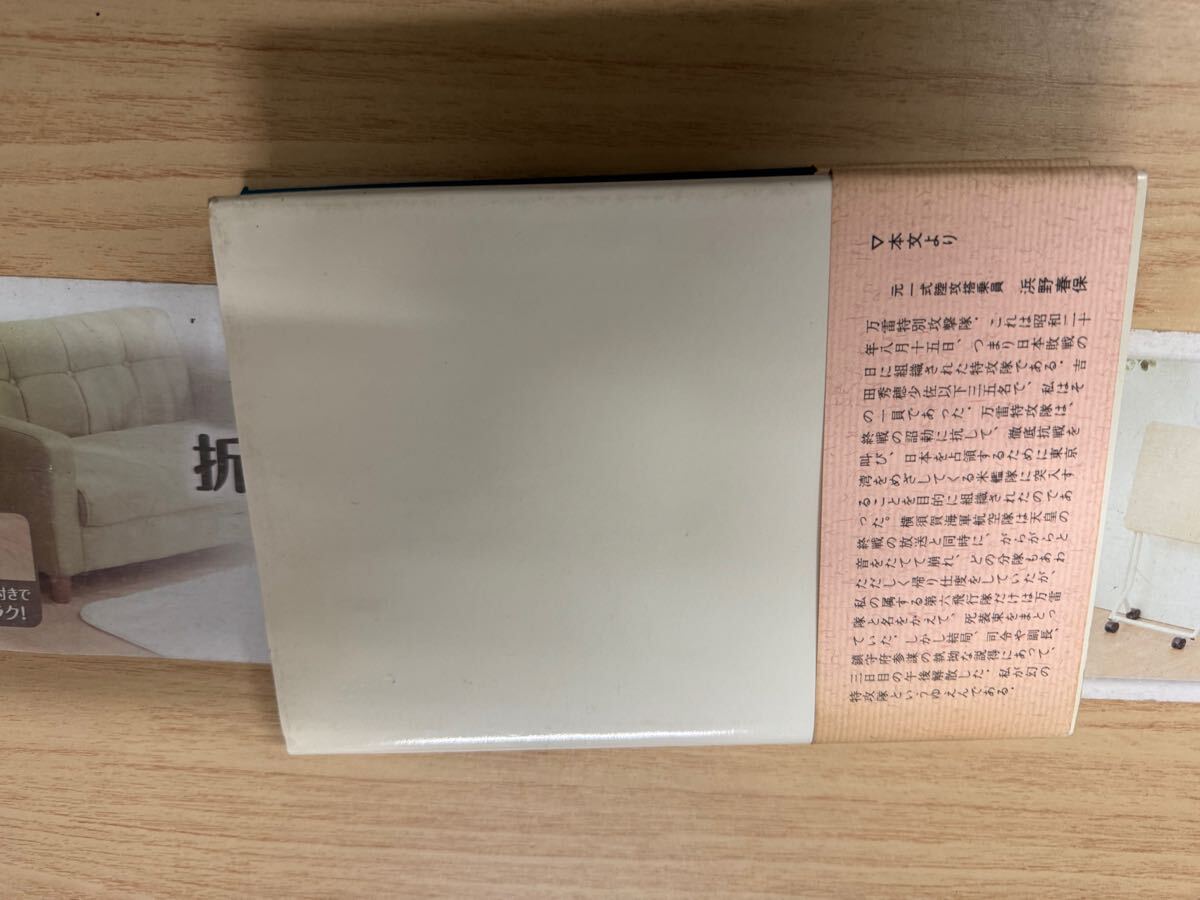 ▽本文より
元一式陸攻搭乗員　浜野春保
万雷特別攻撃隊．これは昭和二十
年八月十五日、つまり日本敗戦の
日に組織された特攻隊である．吉
田秀穂少佐以下三五名で、私はそ
の一員であった．万雷特攻隊は、
終戦の詔勅に抗して、徹底抗戦を
叫び、日本を占領するために東京
湾をめざしてくる米艦隊に突入す
ることを目的に組織されたのであ
った。横須賀海軍航空隊は天皇の
終戦の放送と同時に、がらがらと
音をたてて崩れ、どの分隊もあわ
ただしく帰り仕度をしていたが、
私の属する第六飛行隊だけは万雷
隊と名をかえて、死装束をまとっ
ていた．しかし結局、司令や副長、
鎮守府参謀の執拗な説得にあって、
三日目の午後解散した．私が幻の
特攻隊というゆえんである．
折
付きで
ラク!